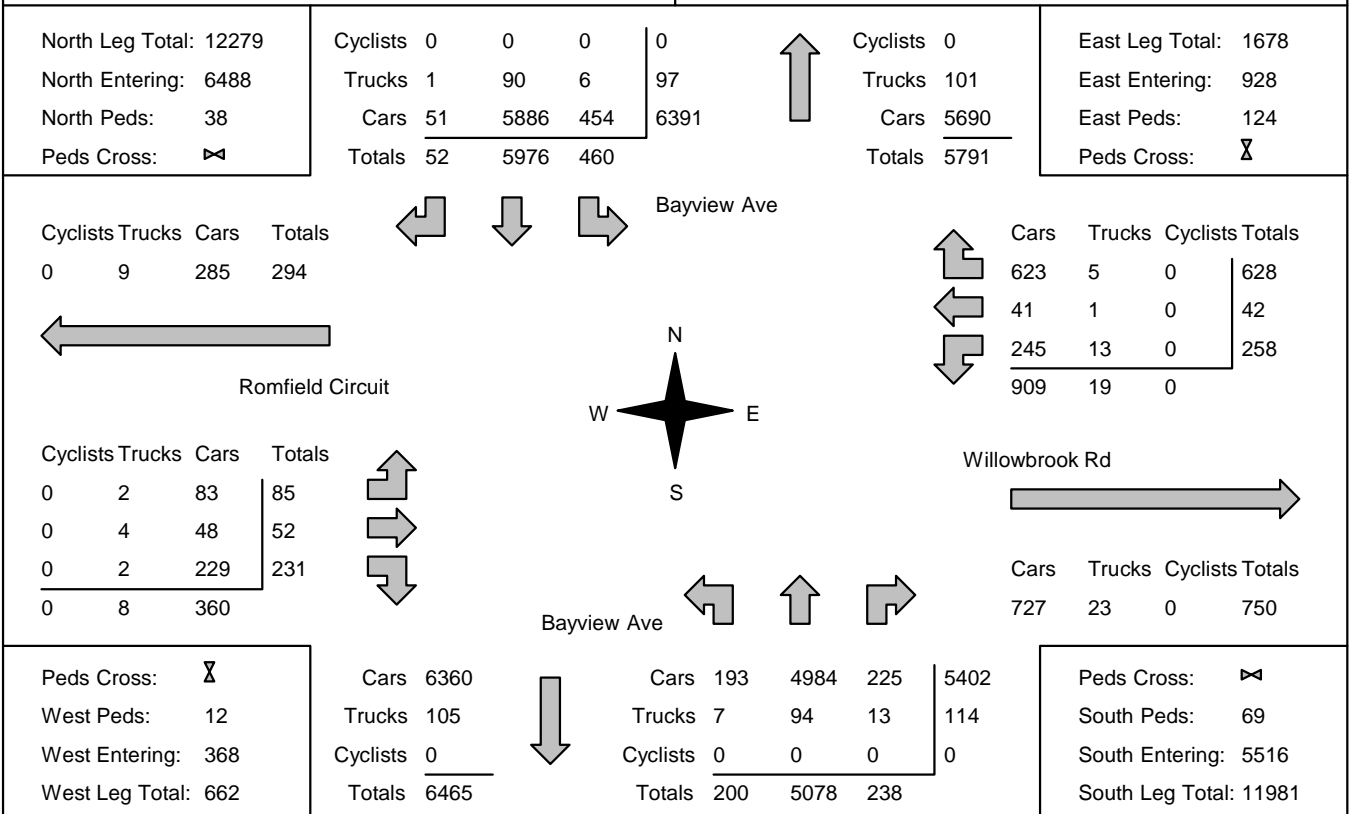 North Leg Total: 12279
North Entering: 6488
North Peds: 38
Peds Cross:
Cyclists 0 0 0 0
Trucks 1 90 6 97
Cars 51 5886 454 6391
Totals 52 5976 460
Cyclists 0
Trucks 101
Cars 5690
Totals 5791
East Leg Total: 1678
East Entering: 928
East Peds: 124
Peds Cross:
Bayview Ave
Cyclists Trucks Cars Totals
0 9 285 294
Cars Trucks Cyclists Totals
623 5 0 628
41 1 0 42
245 13 0 258
909 19 0
Romfield Circuit
N
W E
S
Cyclists Trucks Cars Totals
0 2 83 85
0 4 48 52
0 2 229 231
0 8 360
Willowbrook Rd
Cars Trucks Cyclists Totals
727 23 0 750
Bayview Ave
Peds Cross:
West Peds: 12
West Entering: 368
West Leg Total: 662
Cars 6360
Trucks 105
Cyclists 0
Totals 6465
Cars 193 4984 225 5402
Trucks 7 94 13 114
Cyclists 0 0 0 0
Totals 200 5078 238
Peds Cross:
South Peds: 69
South Entering: 5516
South Leg Total: 11981